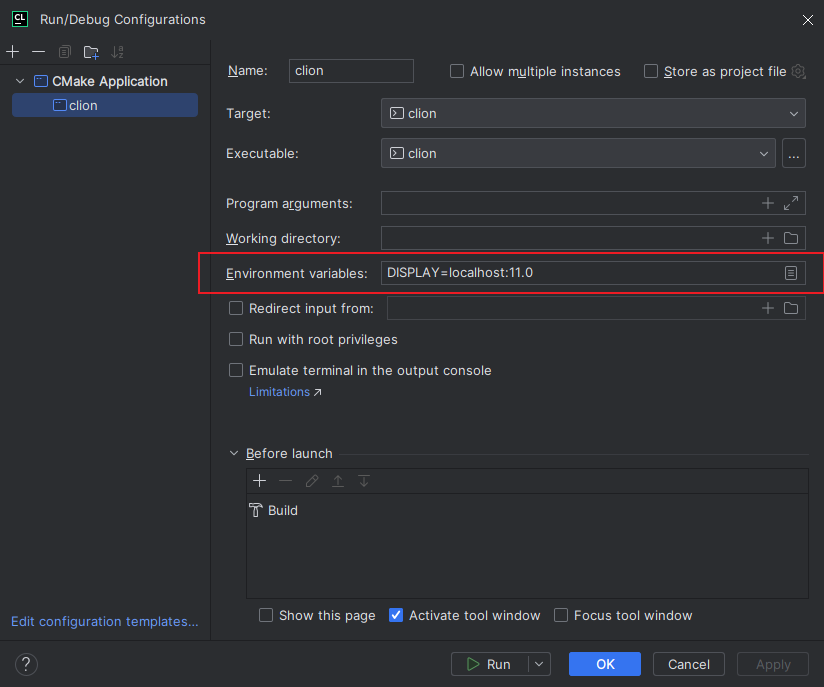 CL Run/Debug Configurations
CMake Application
clion
Edit configuration templates...
Name: clion Allow multiple instances Store as project file
Target: clion
Executable: clion ...
Program arguments:
Working directory:
Environment variables: DISPLAY=localhost:11.0
Redirect input from:
Run with root privileges
Emulate terminal in the output console
Limitations ↗
Before launch
Build
Show this page Activate tool window Focus tool window
? Run OK Cancel Apply